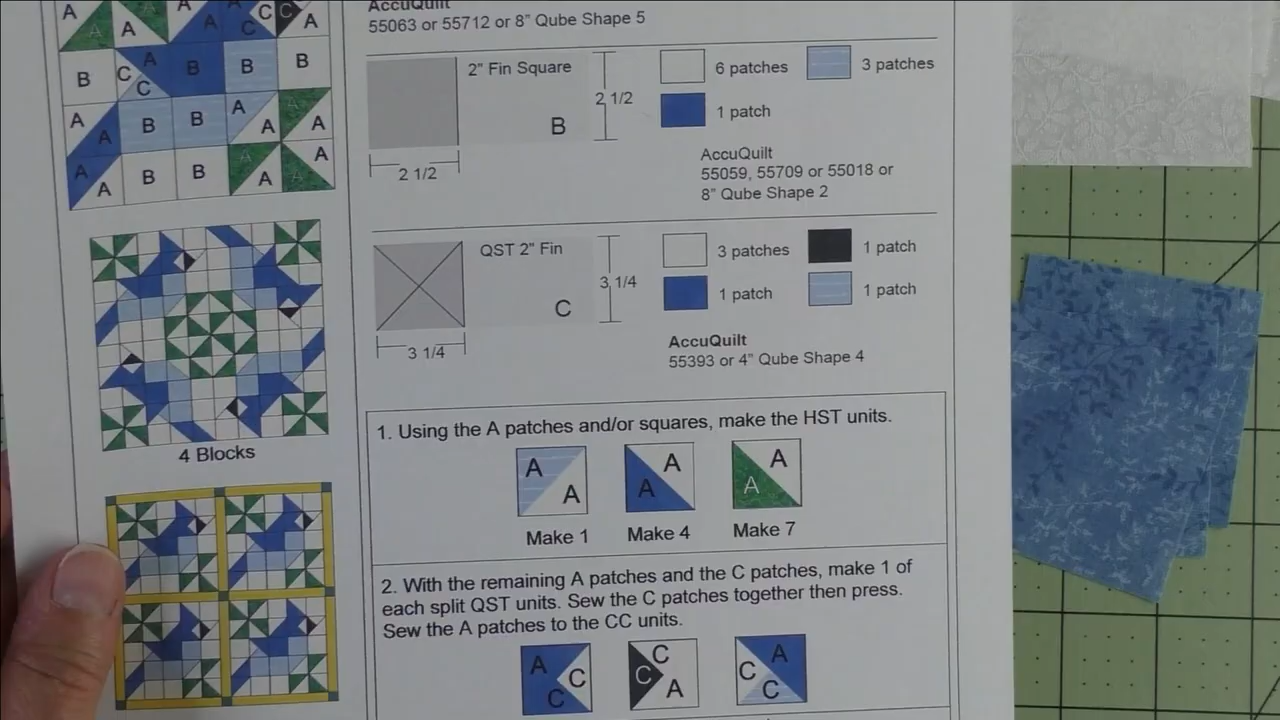 A A A A C C A
A C
B C A B B B
C
A A B B A A A A
A A B B A A A A
4 Blocks
AccuQuilt
55063 or 55712 or 8" Qube Shape 5
2" Fin Square
B
2 1/2
2 1/2
6 patches
3 patches
1 patch
AccuQuilt
55059, 55709 or 55018 or
8" Qube Shape 2
QST 2" Fin
C
3 1/4
3 1/4
3 patches
1 patch
1 patch
1 patch
AccuQuilt
55393 or 4" Qube Shape 4
1. Using the A patches and/or squares, make the HST units.
A A A
A A A
Make 1 Make 4 Make 7
2. With the remaining A patches and the C patches, make 1 of
each split QST units. Sew the C patches together then press.
Sew the A patches to the CC units.
A C C A
C C C
C A C